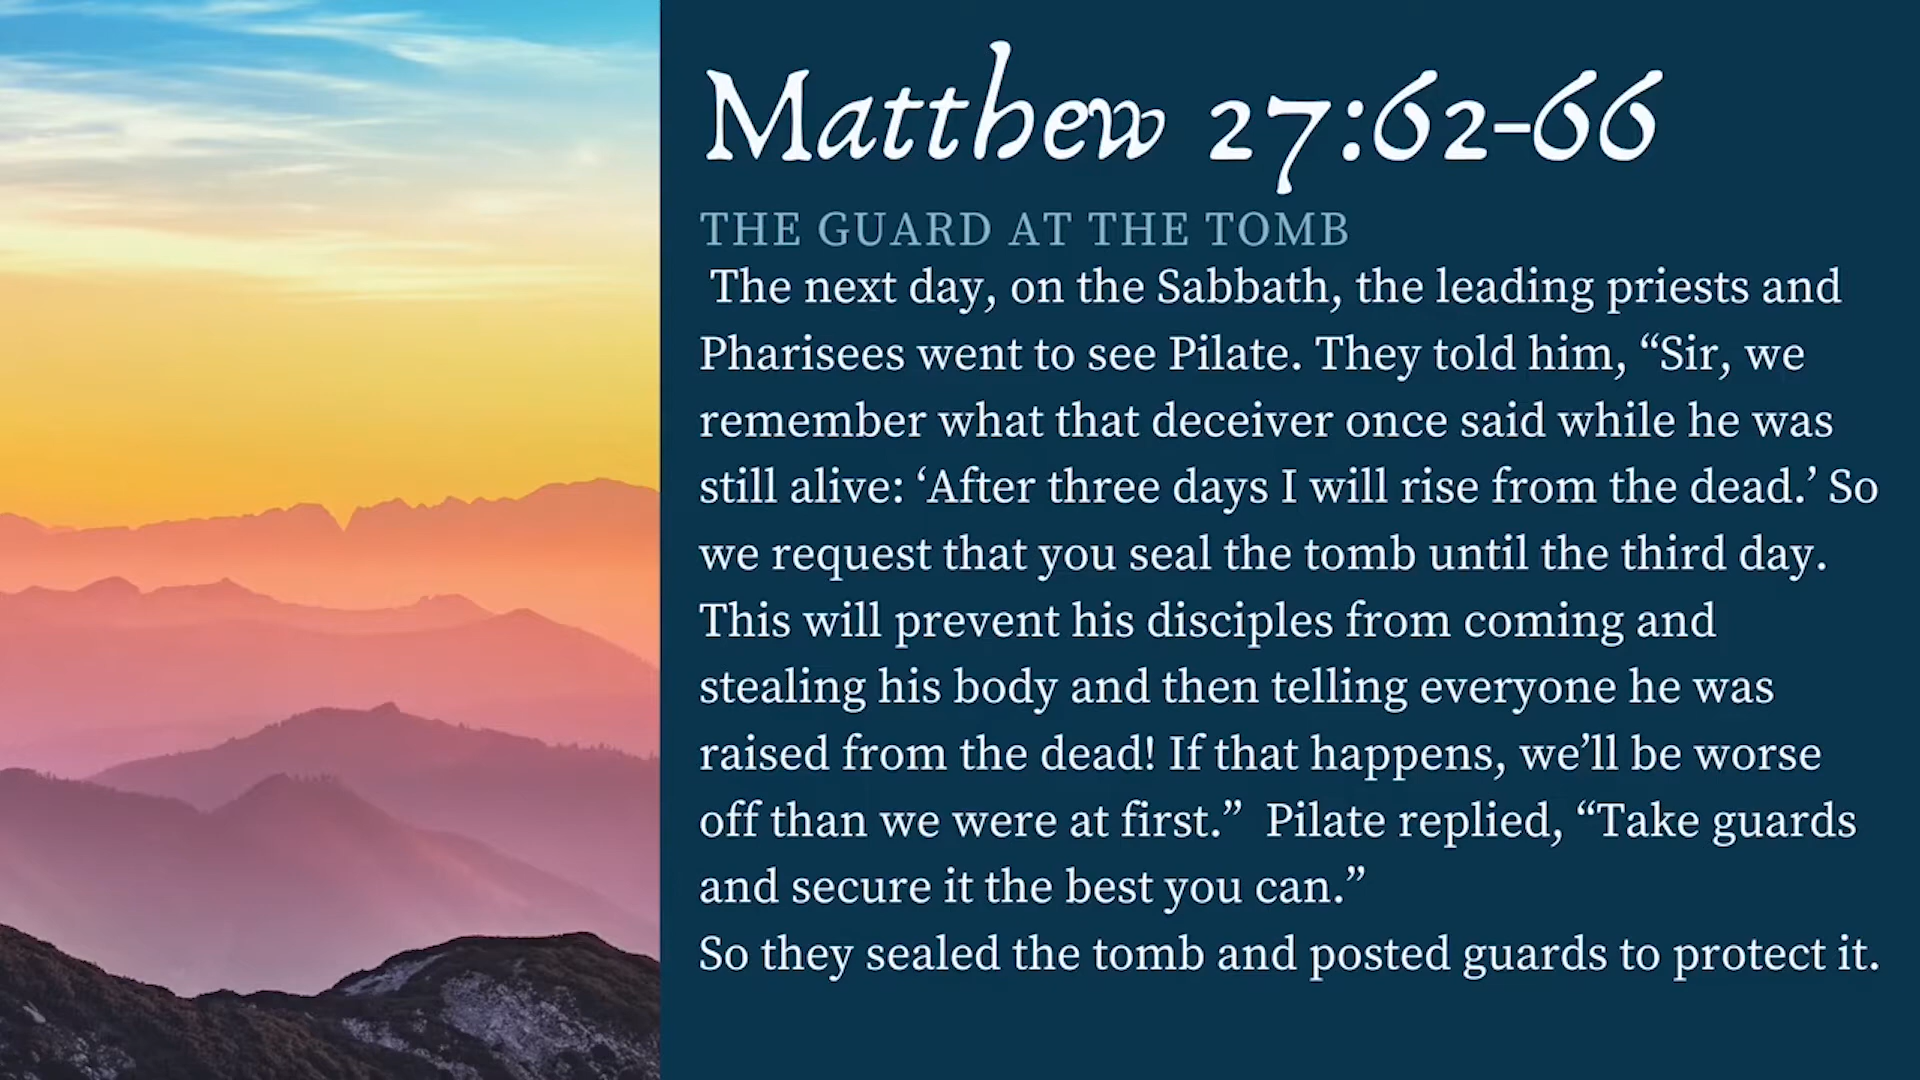 Matthew 27:62-66
THE GUARD AT THE TOMB
The next day, on the Sabbath, the leading priests and
Pharisees went to see Pilate. They told him, “Sir, we
remember what that deceiver once said while he was
still alive: ‘After three days I will rise from the dead.’ So
we request that you seal the tomb until the third day.
This will prevent his disciples from coming and
stealing his body and then telling everyone he was
raised from the dead! If that happens, we’ll be worse
off than we were at first.”  Pilate replied, “Take guards
and secure it the best you can.”
So they sealed the tomb and posted guards to protect it.